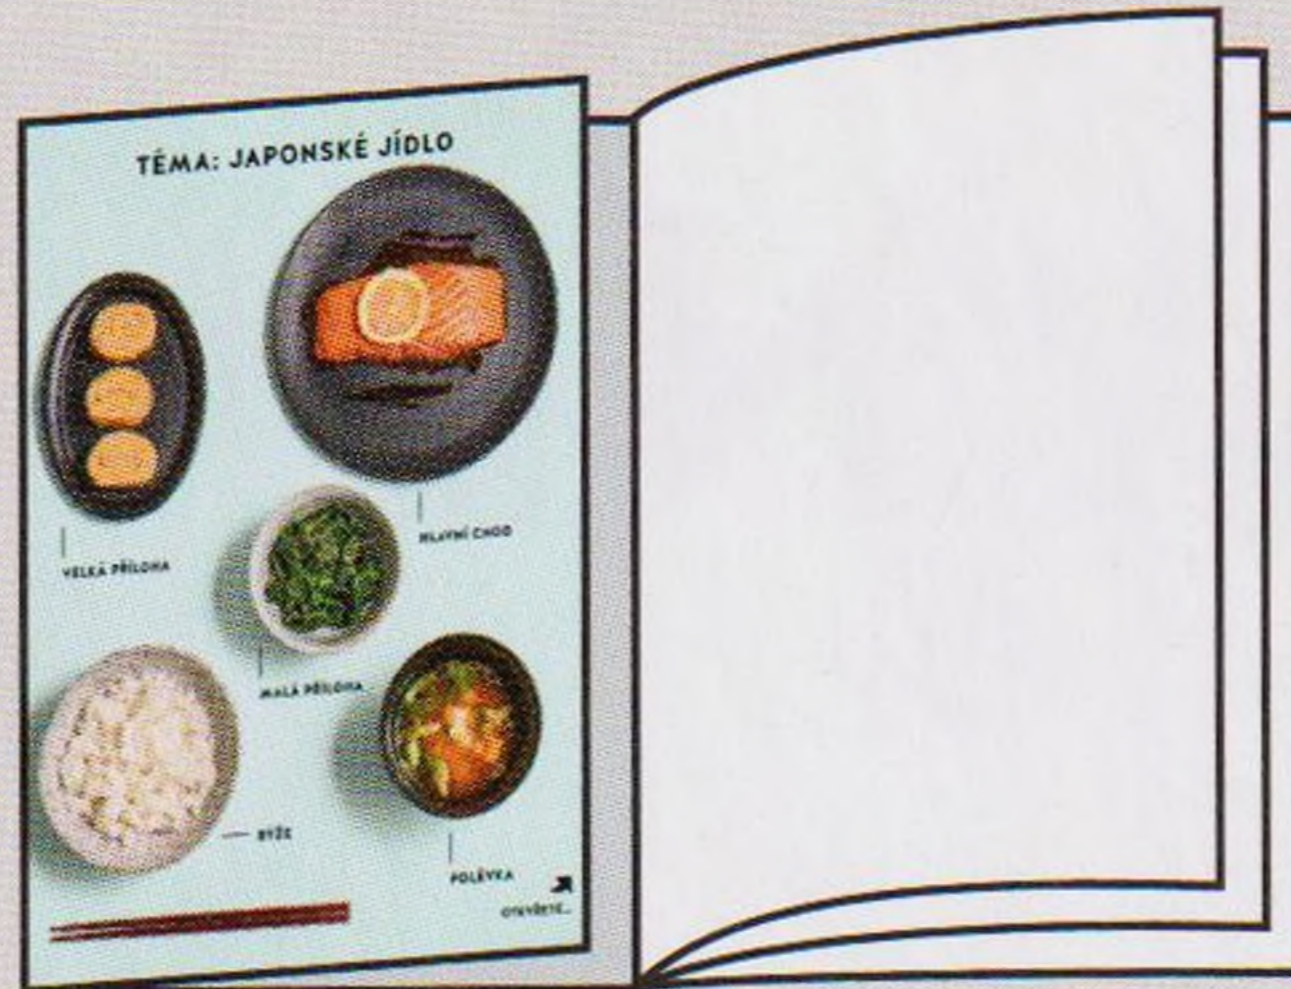 TÉMA: JAPONSKÉ JÍDLO
HLAVNÍ CHOD
VELKÁ PŘÍLOHA
MALÁ PŘÍLOHA
RÝŽE
POLÉVKA
OTEVŘETE...